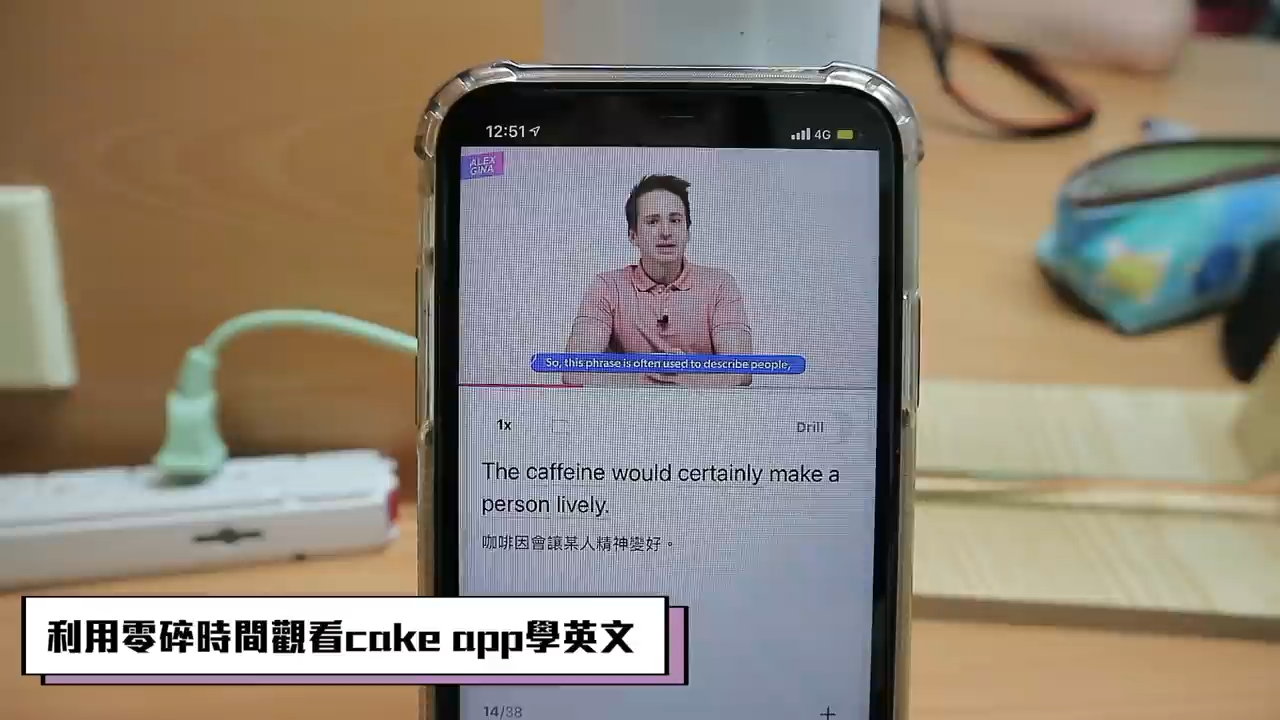 12:51
4G
ALEX
GINA
So, this phrase is often used to describe people,
1x
Drill
The caffeine would certainly make a
person lively.
咖啡因會讓某人精神變好。
利用零碎時間觀看cake app學英文
14/38
+